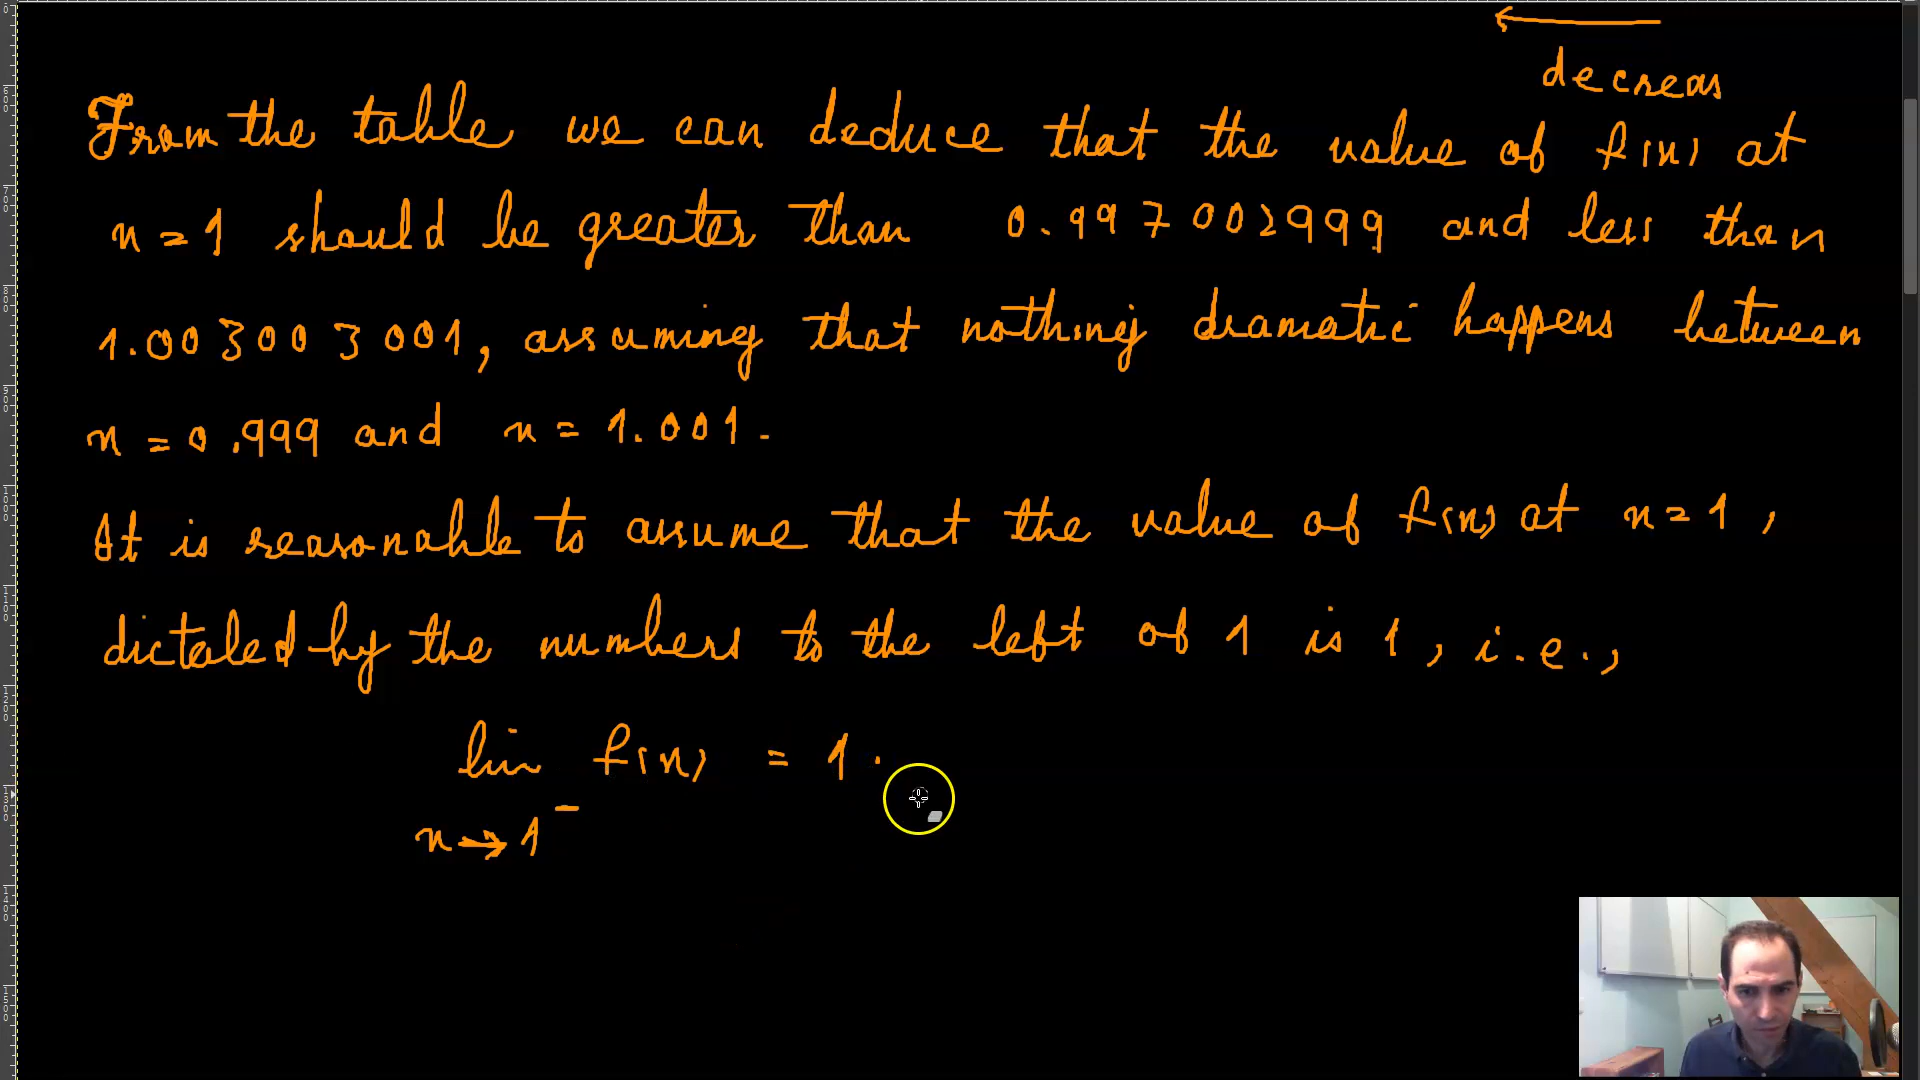 decreas
From the table we can deduce that the value of f(x) at
x = 1 should be greater than 0.997002999 and less than
1.003003001, assuming that nothing dramatic happens between
x = 0.999 and x = 1.001.
It is reasonable to assume that the value of f(x) at x = 1,
dictated by the numbers to the left of 1 is 1, i.e.,
lim f(x) = 1.
x → 1⁻